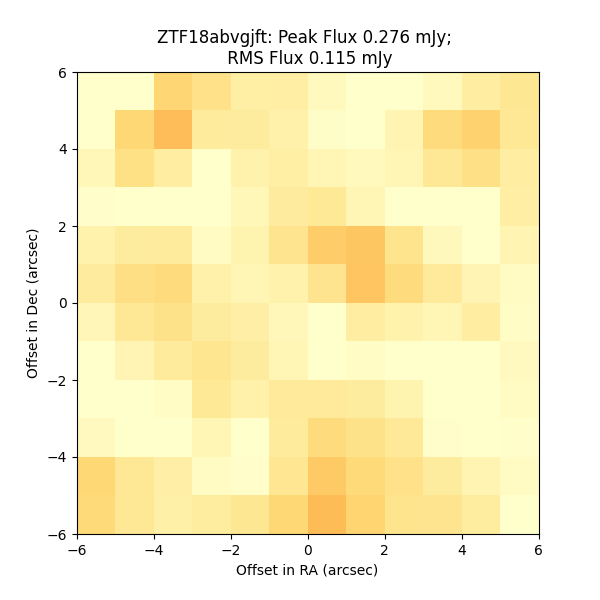 ZTF18abvgjft: Peak Flux 0.276 mJy;
RMS Flux 0.115 mJy
6
4
2
0
−2
−4
−6
Offset in Dec (arcsec)
−6 −4 −2 0 2 4 6
Offset in RA (arcsec)